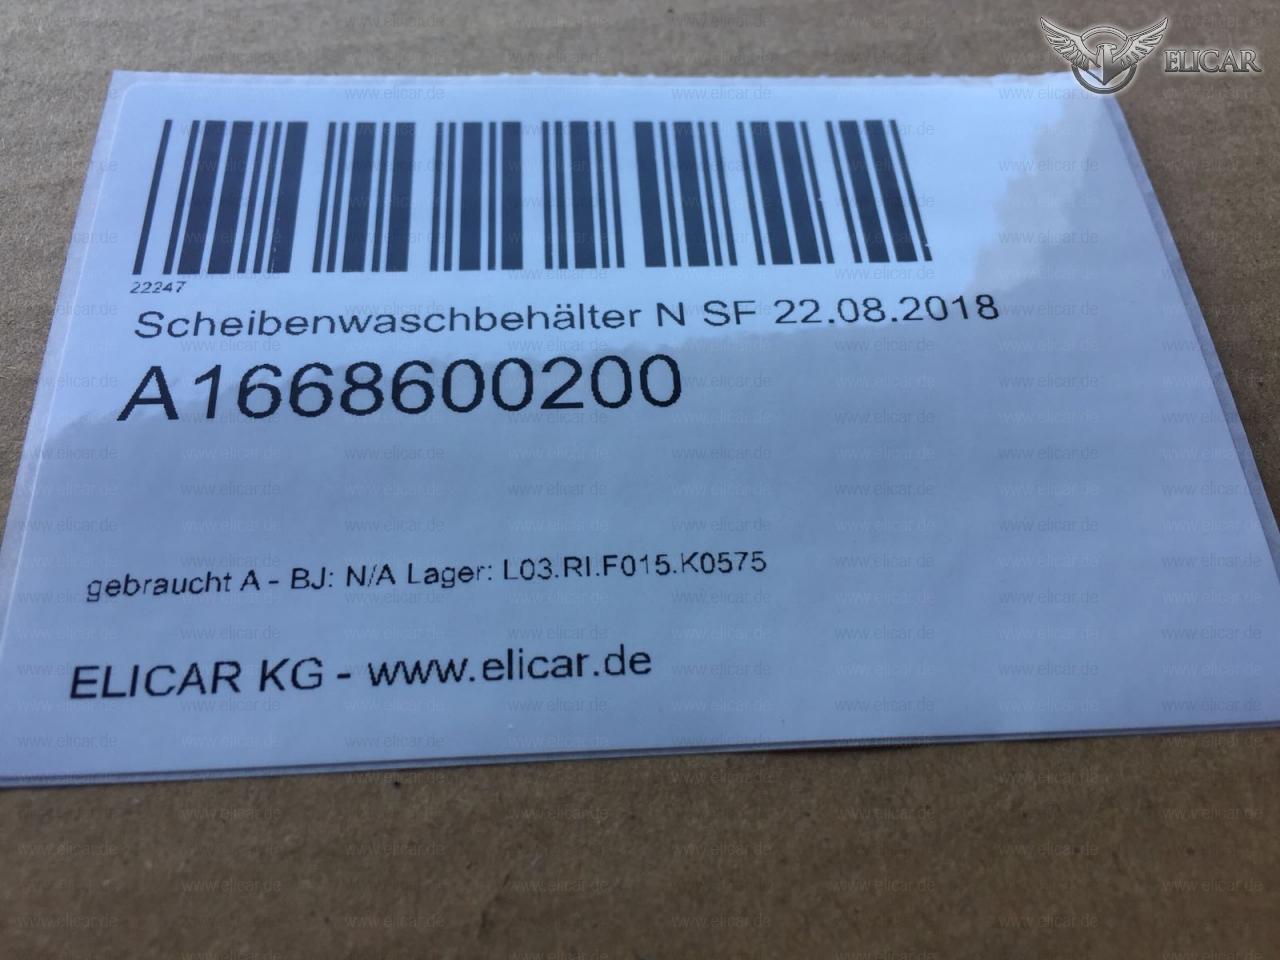 ELICAR
22247
Scheibenwaschbehälter N SF 22.08.2018
A1668600200
gebraucht A - BJ: N/A Lager: L03.RI.F015.K0575
ELICAR KG - www.elicar.de